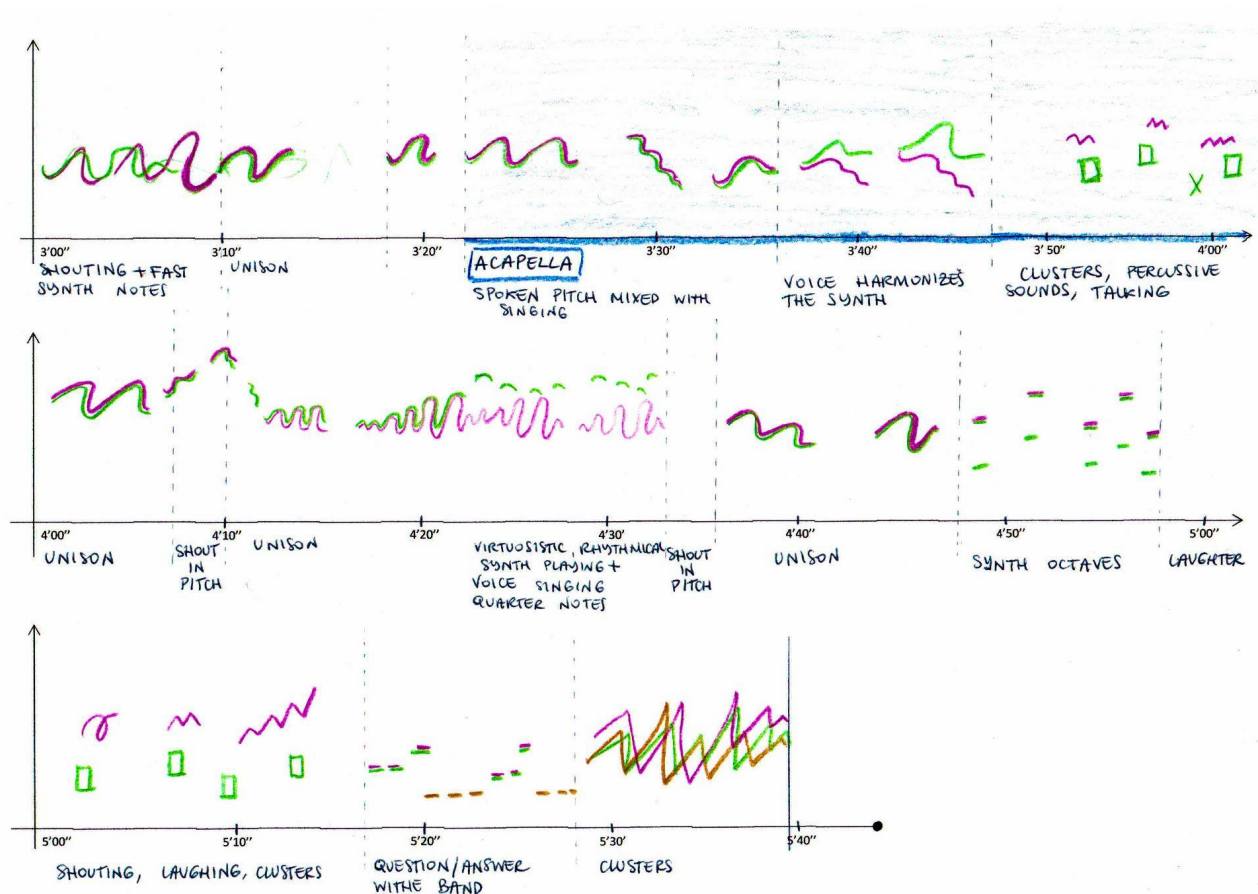 3'00" 3'10" 3'20" 3'30" 3'40" 3'50" 4'00"
SHOUTING + FAST
SYNTH NOTES
UNISON
ACAPELLA
SPOKEN PITCH MIXED WITH
SINGING
VOICE HARMONIZES
THE SYNTH
CLUSTERS, PERCUSSIVE
SOUNDS, TALKING
4'00" 4'10" 4'20" 4'30" 4'40" 4'50" 5'00"
UNISON
SHOUT
IN
PITCH
UNISON
VIRTUOSISTIC, RHYTHMICAL
SYNTH PLAYING +
VOICE SINGING
QUARTER NOTES
SHOUT
IN
PITCH
UNISON
SYNTH OCTAVES
LAUGHTER
5'00" 5'10" 5'20" 5'30" 5'40"
SHOUTING, LAUGHING, CLUSTERS
QUESTION/ANSWER
WITHE BAND
CLUSTERS